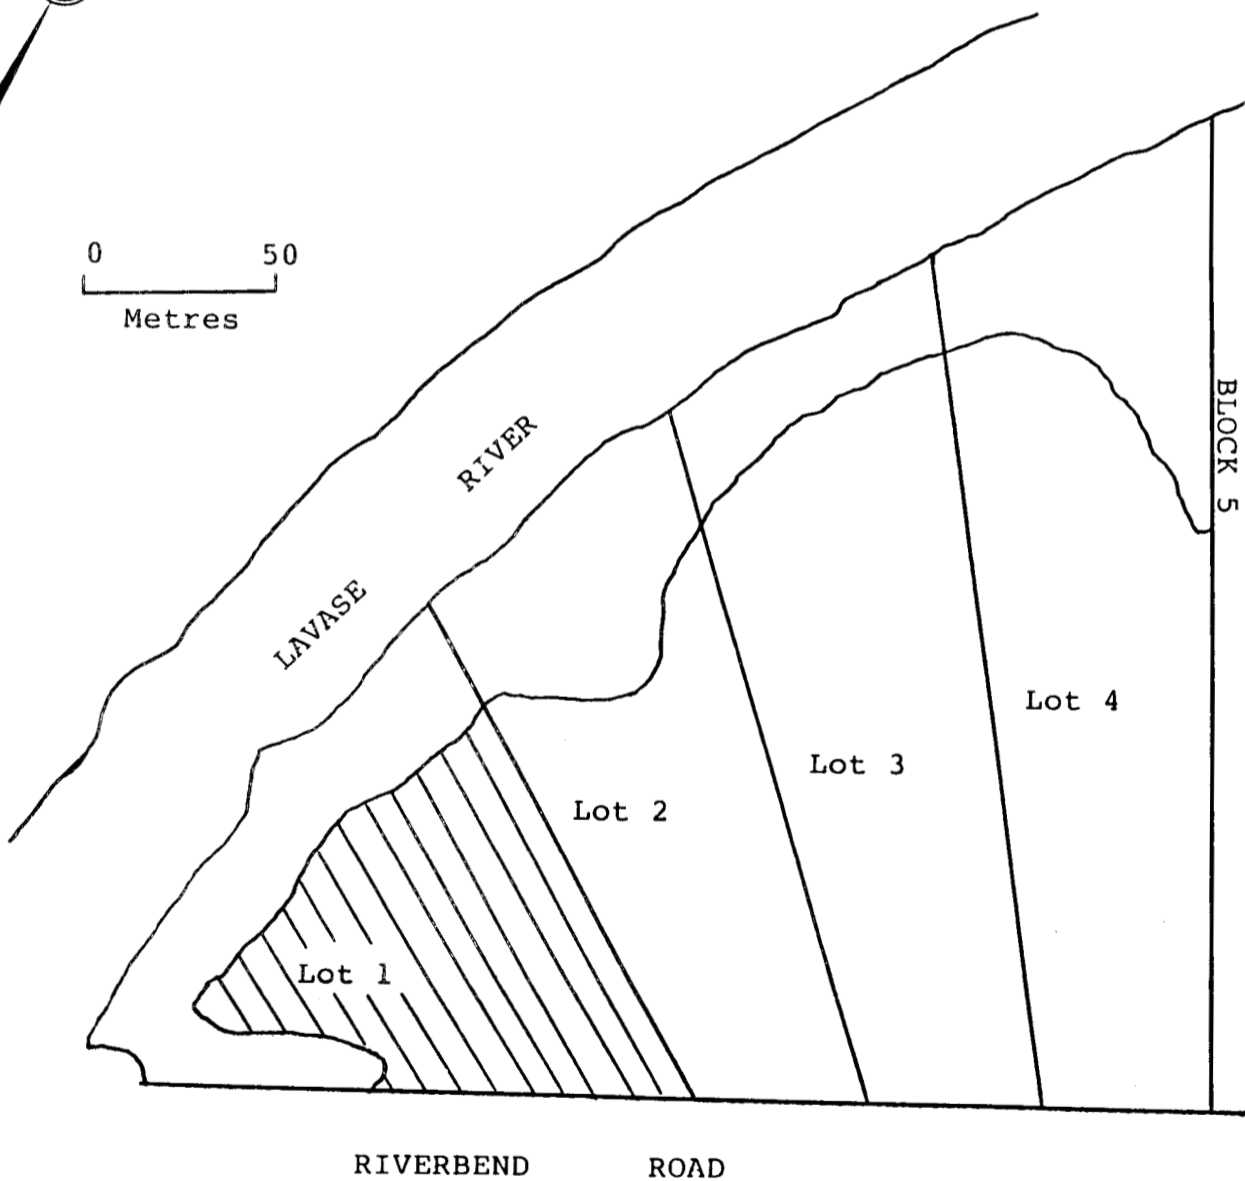 0 50
Metres
RIVER
LAVASE
BLOCK 5
Lot 4
Lot 3
Lot 2
Lot 1
RIVERBEND ROAD